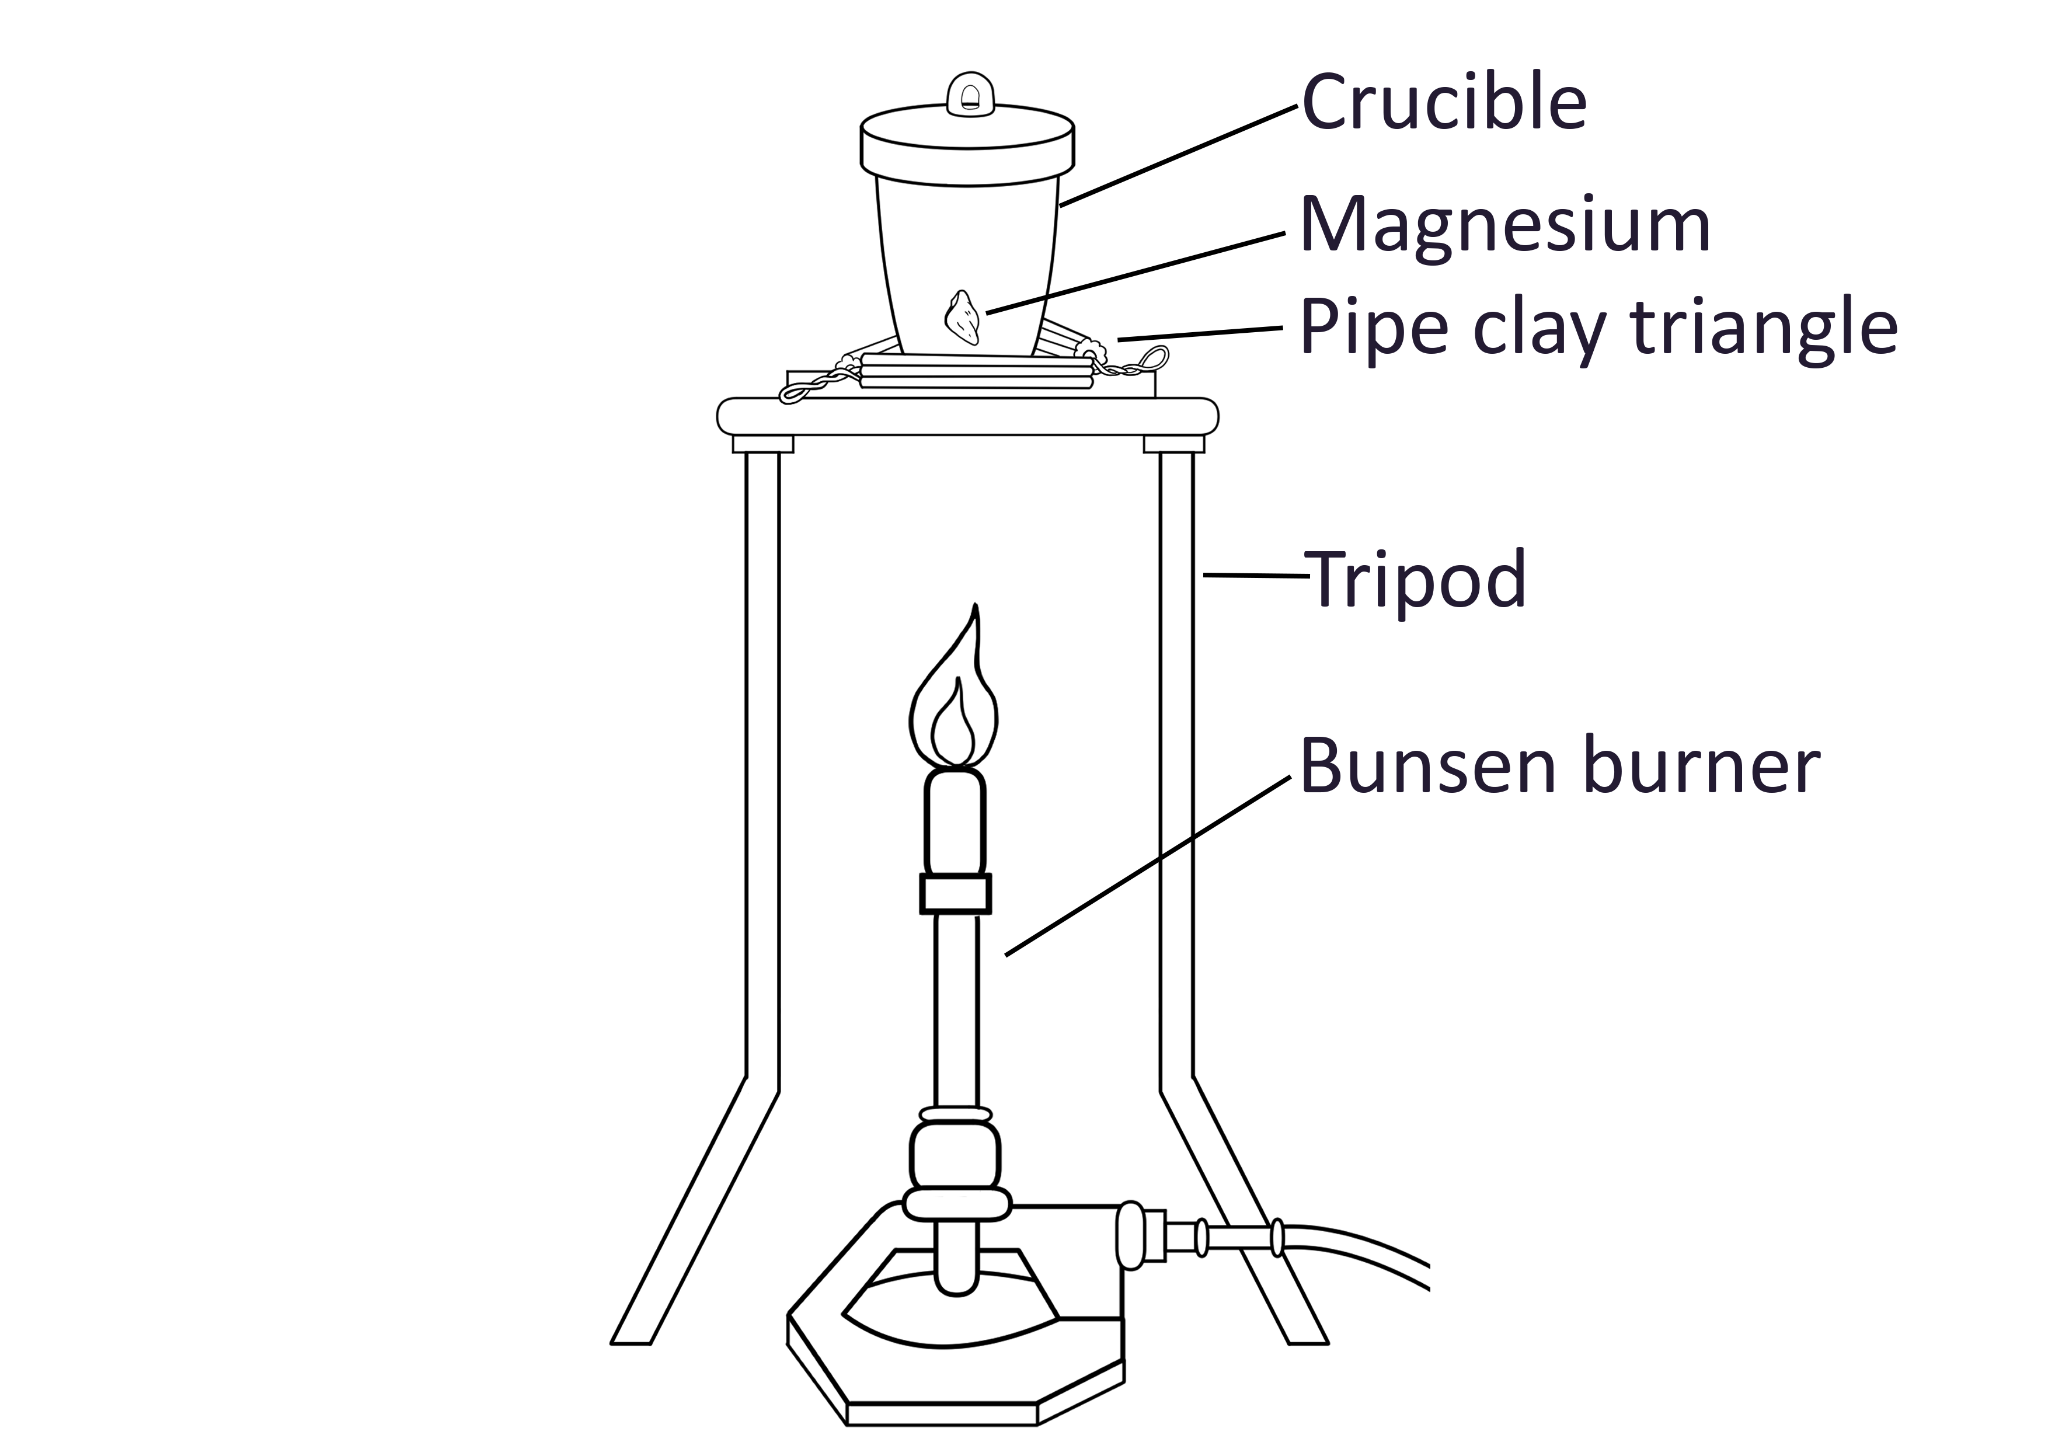 Crucible
Magnesium
Pipe clay triangle
Tripod
Bunsen burner